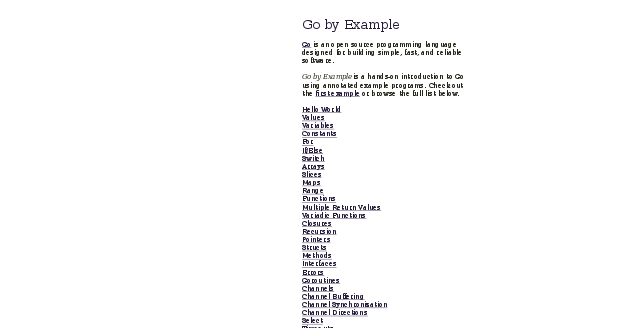 Go by Example
Go is an open source programming language
designed for building simple, fast, and reliable
software.
Go by Example is a hands-on introduction to Go
using annotated example programs. Check out
the first example or browse the full list below.
Hello World
Values
Variables
Constants
For
If/Else
Switch
Arrays
Slices
Maps
Range
Functions
Multiple Return Values
Variadic Functions
Closures
Recursion
Pointers
Structs
Methods
Interfaces
Errors
Goroutines
Channels
Channel Buffering
Channel Synchronisation
Channel Directions
Select